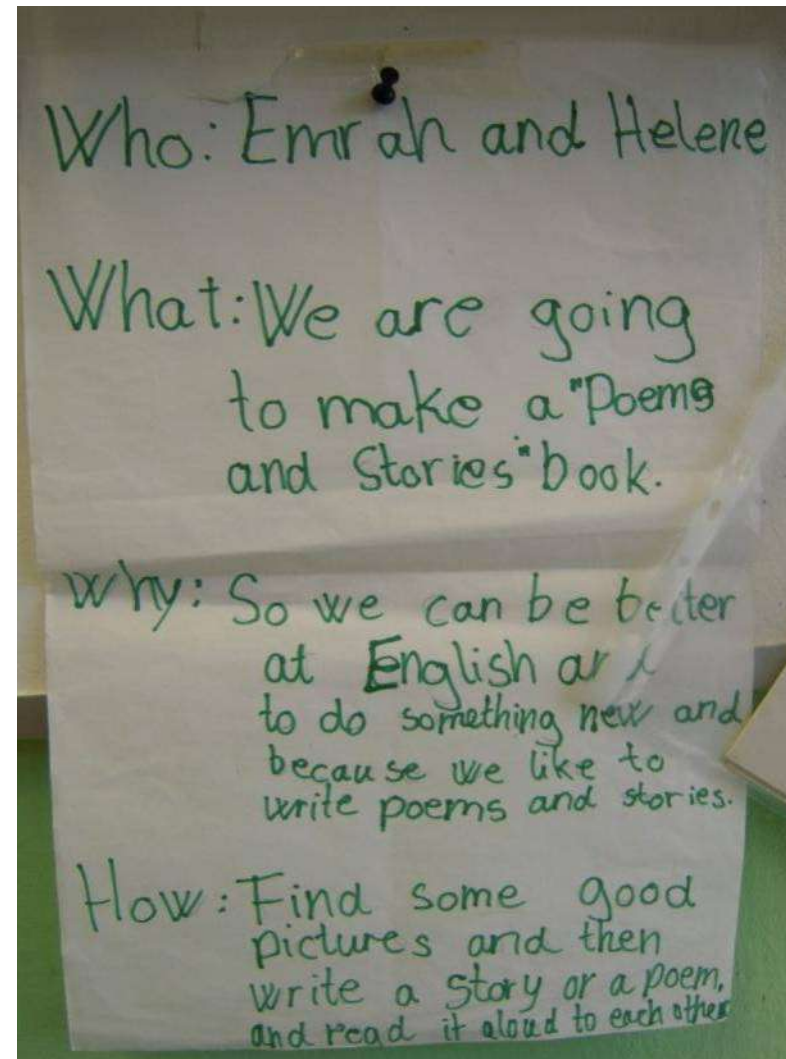 Who: Emrah and Helene
What: We are going
to make a "Poems
and Stories" book.
Why: So we can be better
at English and
to do something new and
because we like to
write poems and stories.
How: Find some good
pictures and then
write a story or a poem,
and read it aloud to each other